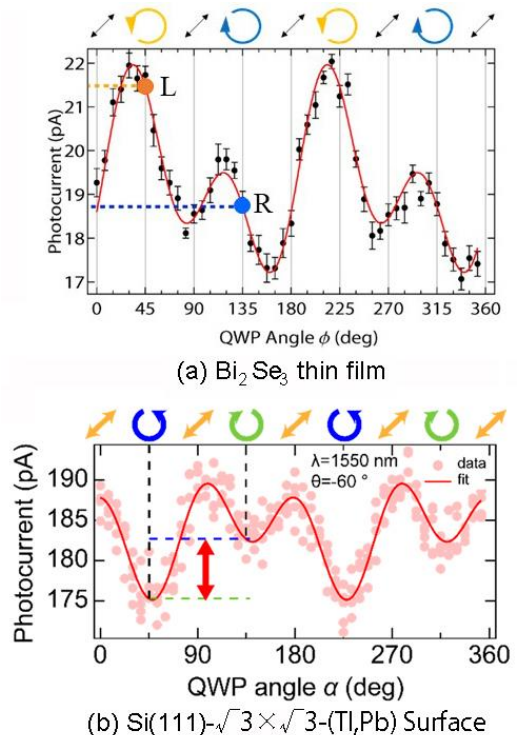 22
21
20
19
18
17
Photocurrent (pA)
L
R
0 45 90 135 180 225 270 315 360
QWP Angle ϕ (deg)
(a) Bi₂Se₃ thin film
190
185
180
175
Photocurrent (pA)
λ=1550 nm
θ=-60 °
data
fit
0 90 180 270 360
QWP angle α (deg)
(b) Si(111)-√3×√3-(Tl,Pb) Surface